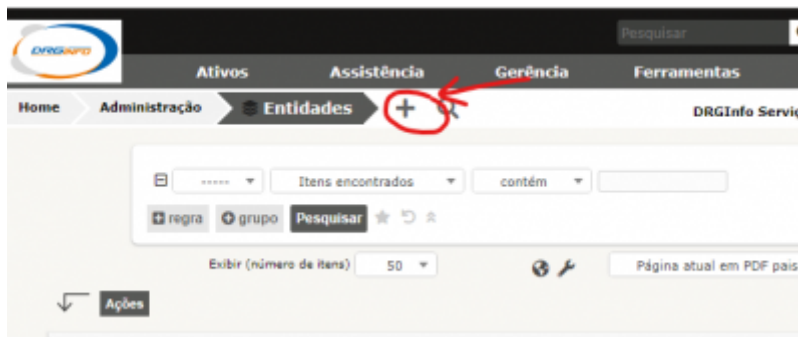 DRGINFO
Pesquisar
Ativos Assistência Gerência Ferramentas
Home Administração Entidades
DRGInfo Serviç
----- Itens encontrados contém
regra grupo Pesquisar
Exibir (número de itens) 50 Página atual em PDF pais
Ações